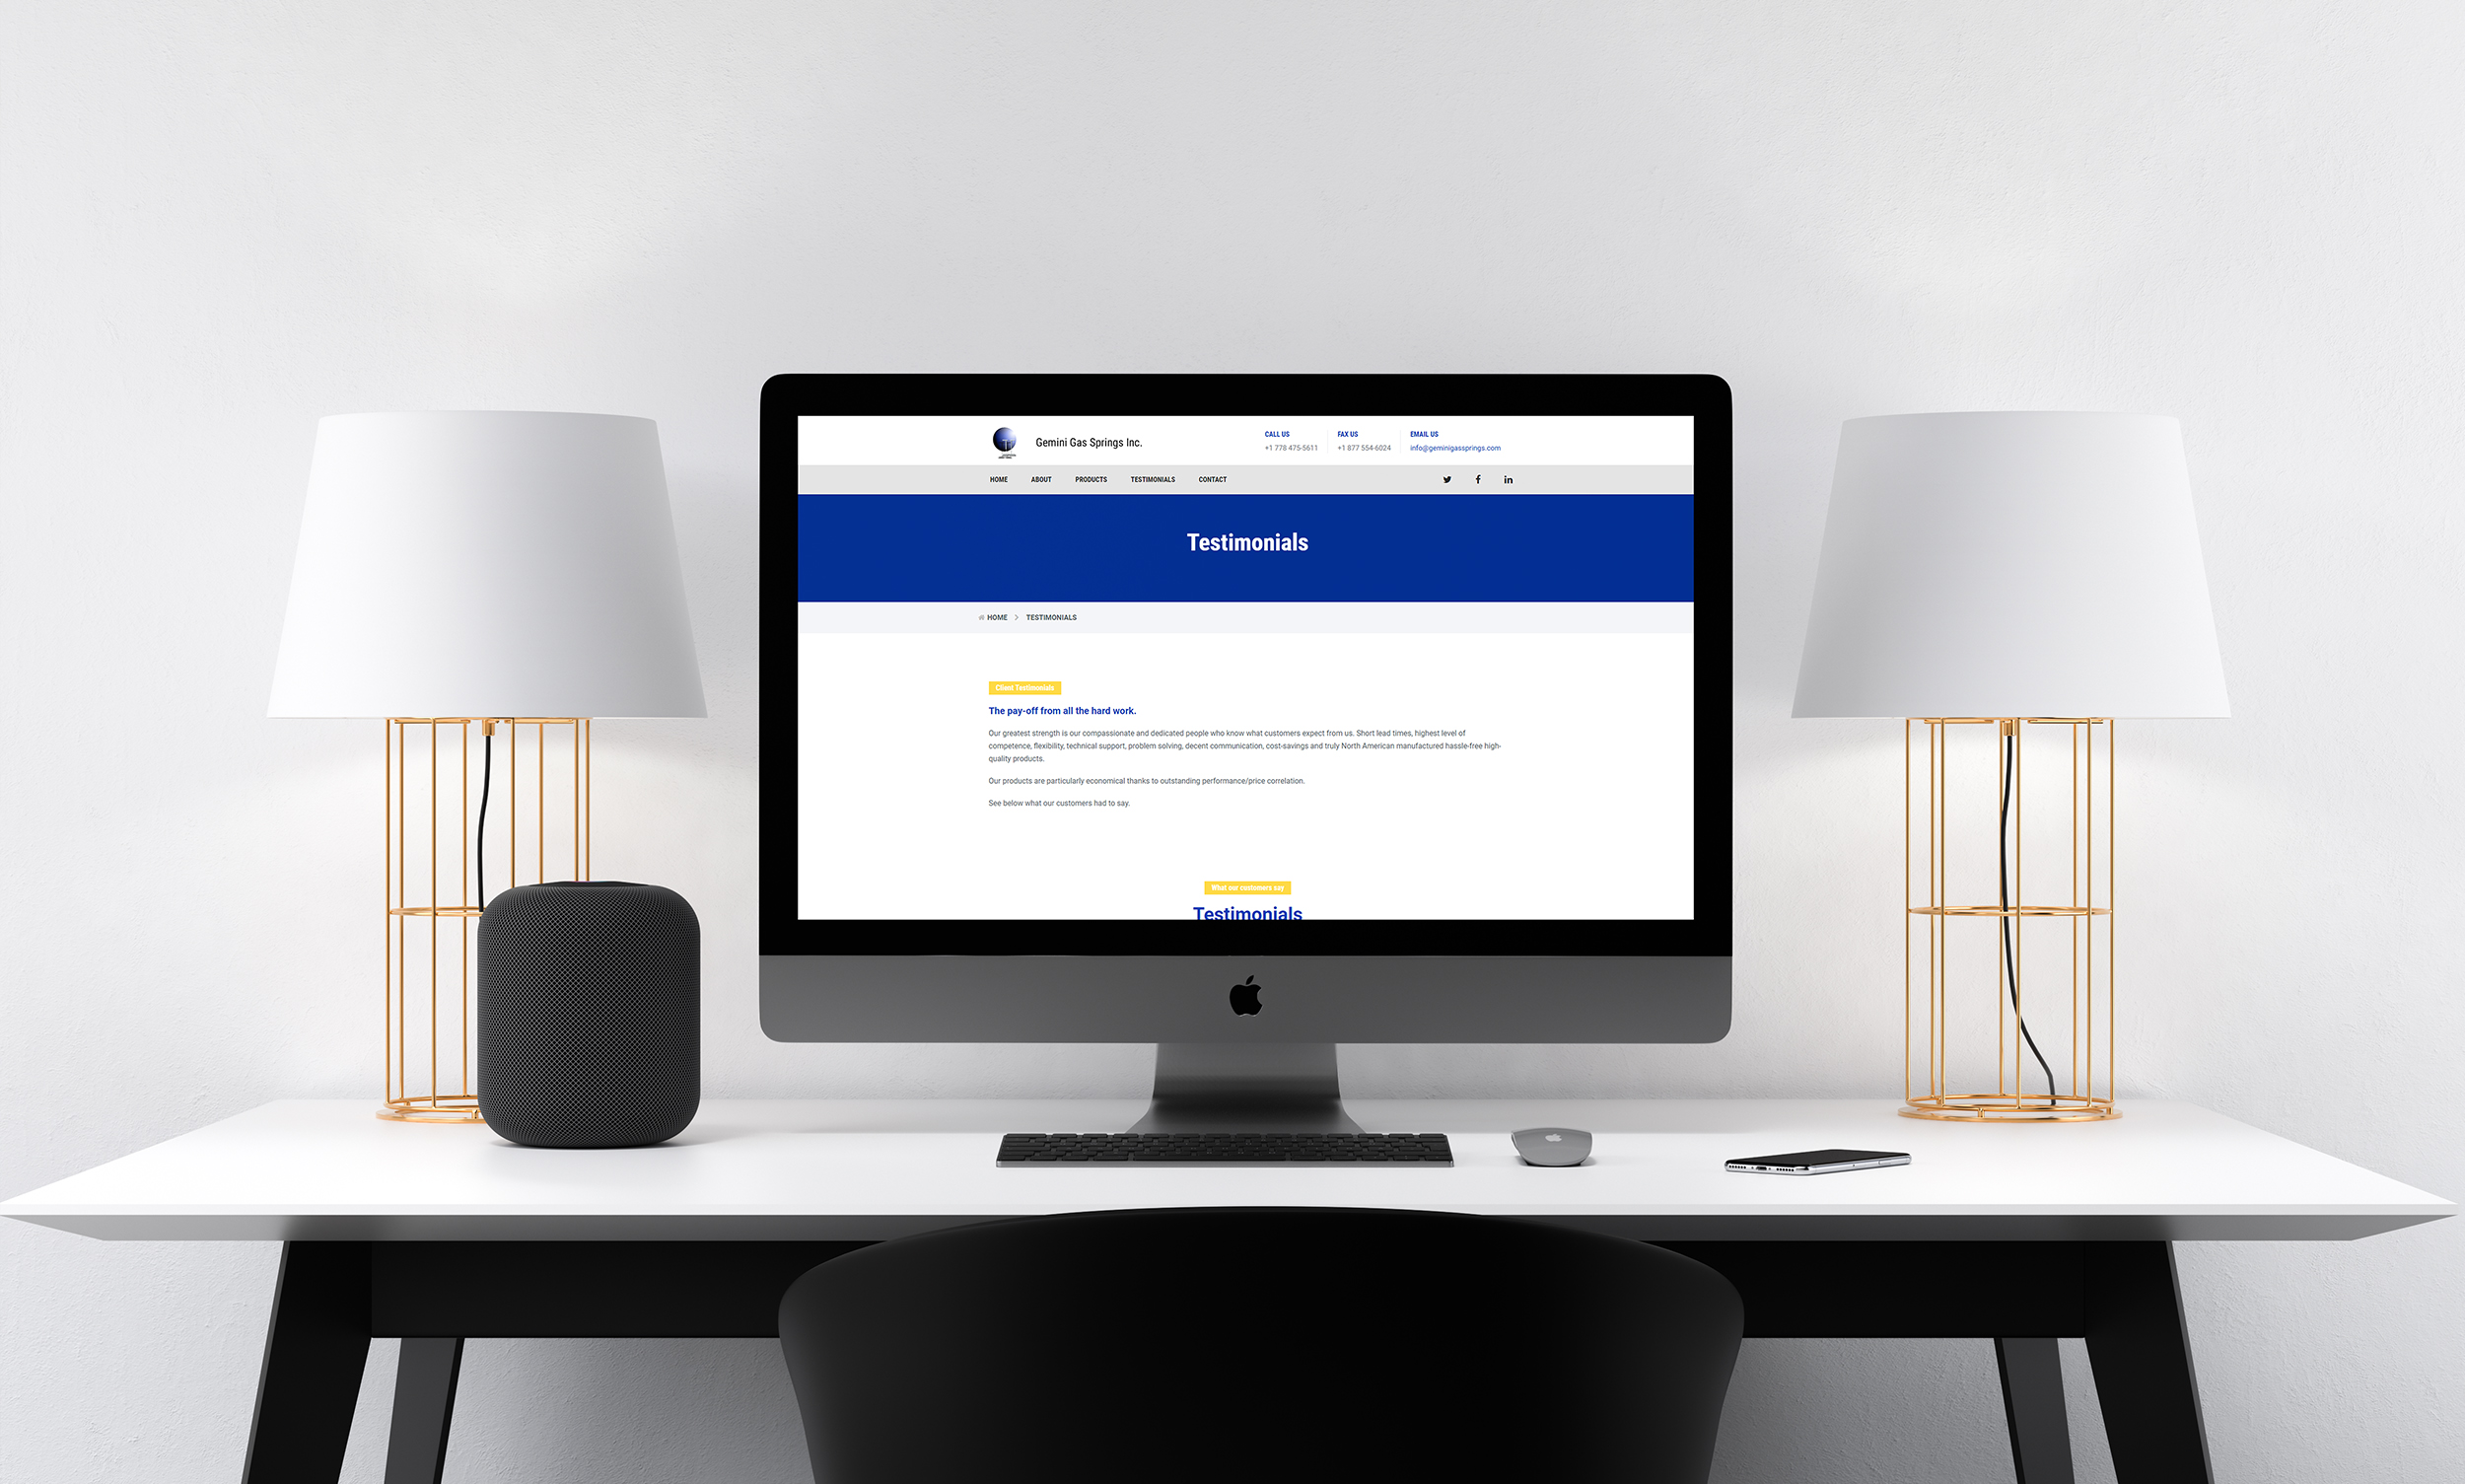 Gemini Gas Springs Inc.
CALL US
+1 778 475-5611
FAX US
+1 877 554-6024
EMAIL US
info@geminigassprings.com
HOME ABOUT PRODUCTS TESTIMONIALS CONTACT
Testimonials
HOME > TESTIMONIALS
Client Testimonials
The pay-off from all the hard work.
Our greatest strength is our compassionate and dedicated people who know what customers expect from us. Short lead times, highest level of
competence, flexibility, technical support, problem solving, decent communication, cost-savings and truly North American manufactured hassle-free high-
quality products.
Our products are particularly economical thanks to outstanding performance/price correlation.
See below what our customers had to say.
What our customers say
Testimonials